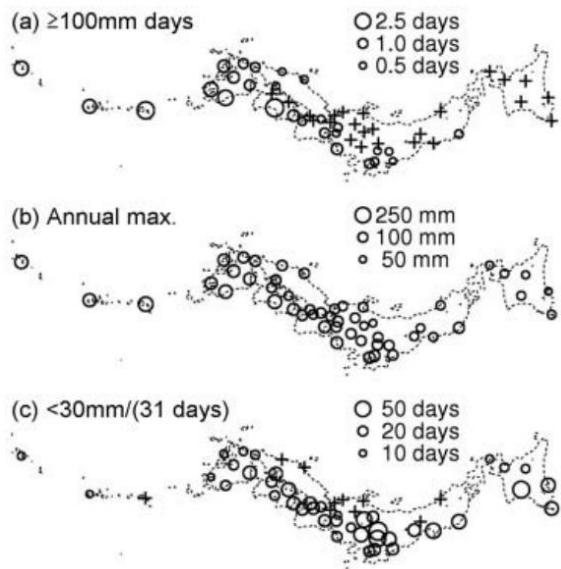 (a) ≥100mm days
2.5 days
1.0 days
0.5 days
(b) Annual max.
250 mm
100 mm
50 mm
(c) <30mm/(31 days)
50 days
20 days
10 days